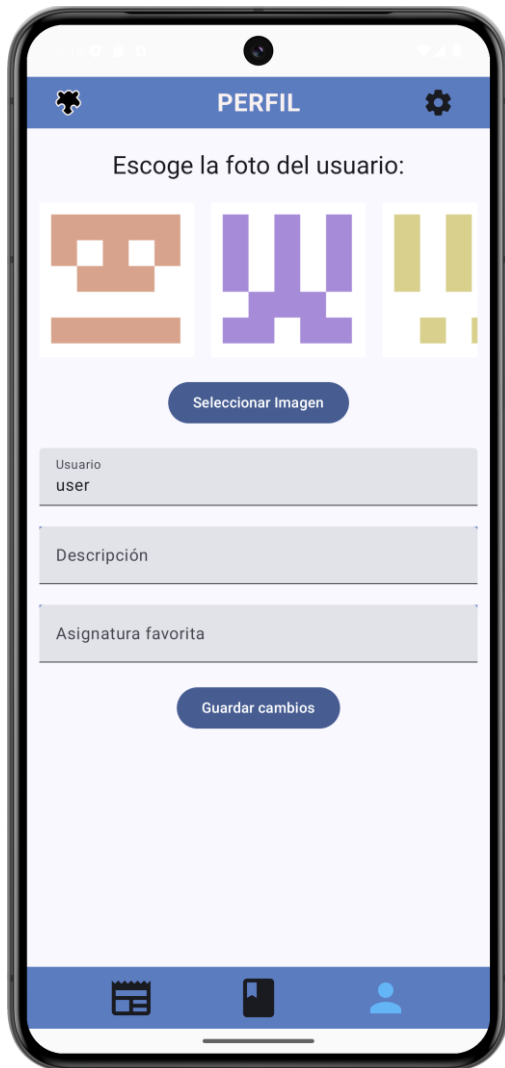 PERFIL
Escoge la foto del usuario:
Seleccionar Imagen
Usuario
user
Descripción
Asignatura favorita
Guardar cambios